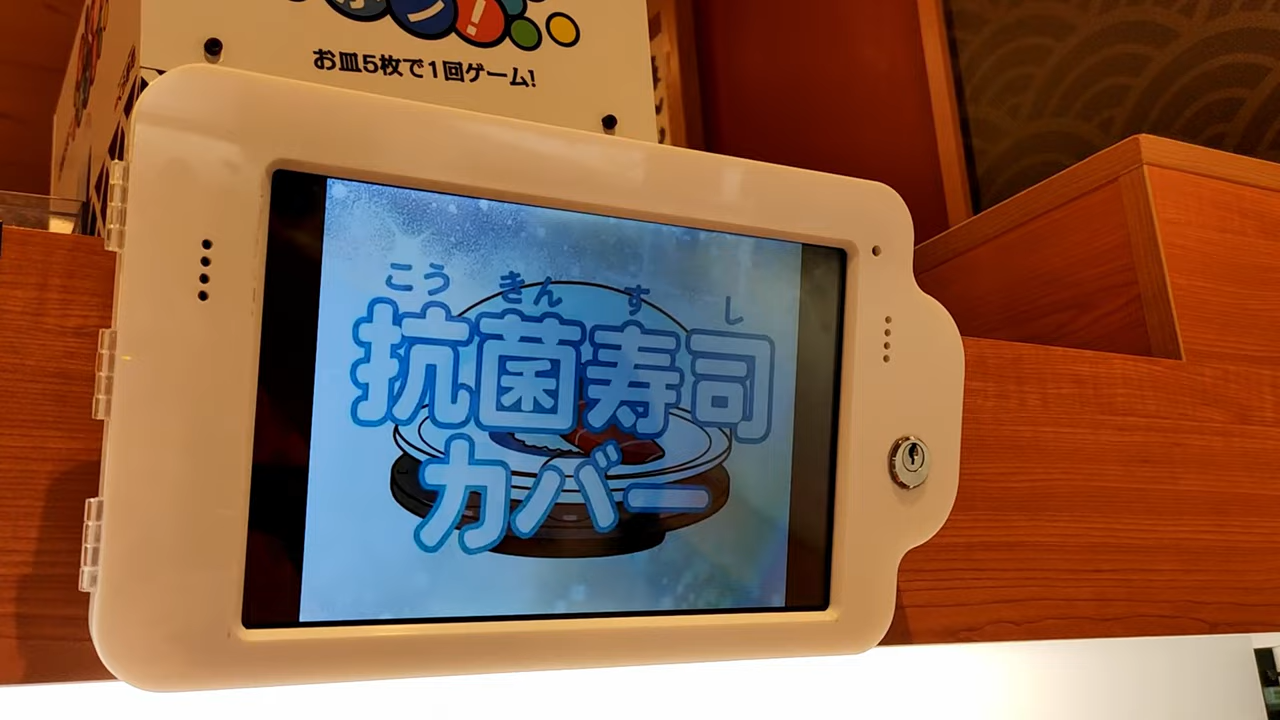 お皿5枚で1回ゲーム!
こう きん す し
抗菌寿司
カバー